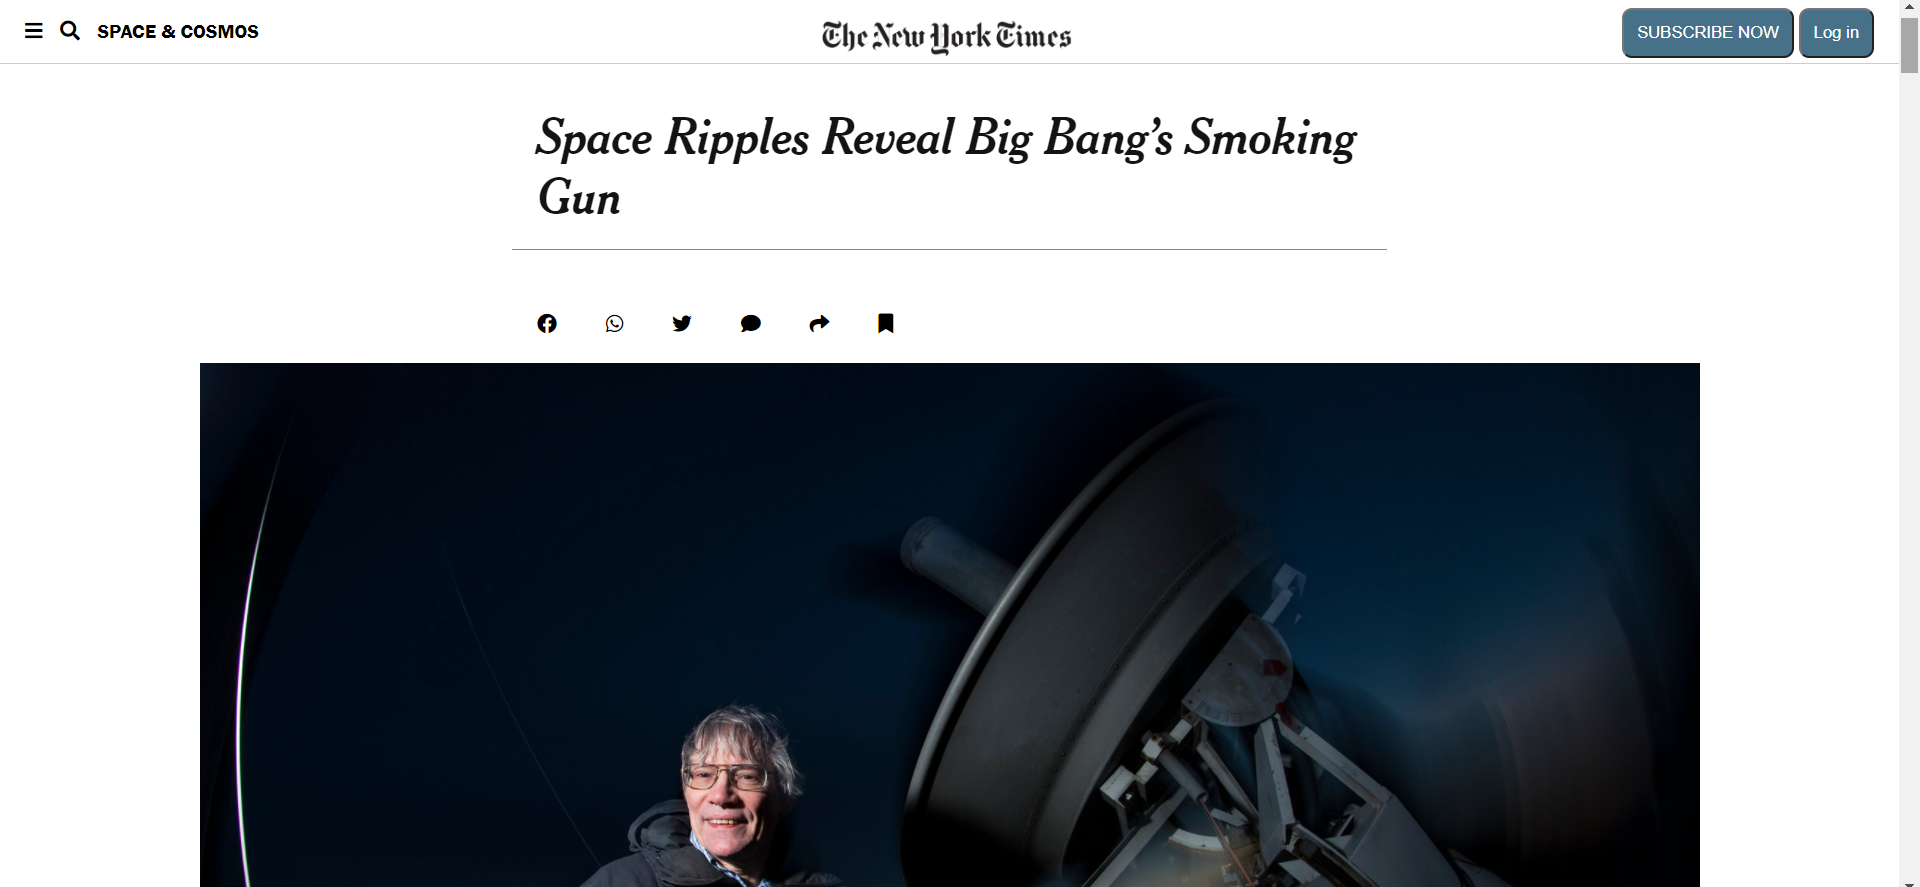 SPACE & COSMOS
The New York Times
SUBSCRIBE NOW
Log in
Space Ripples Reveal Big Bang’s Smoking
Gun